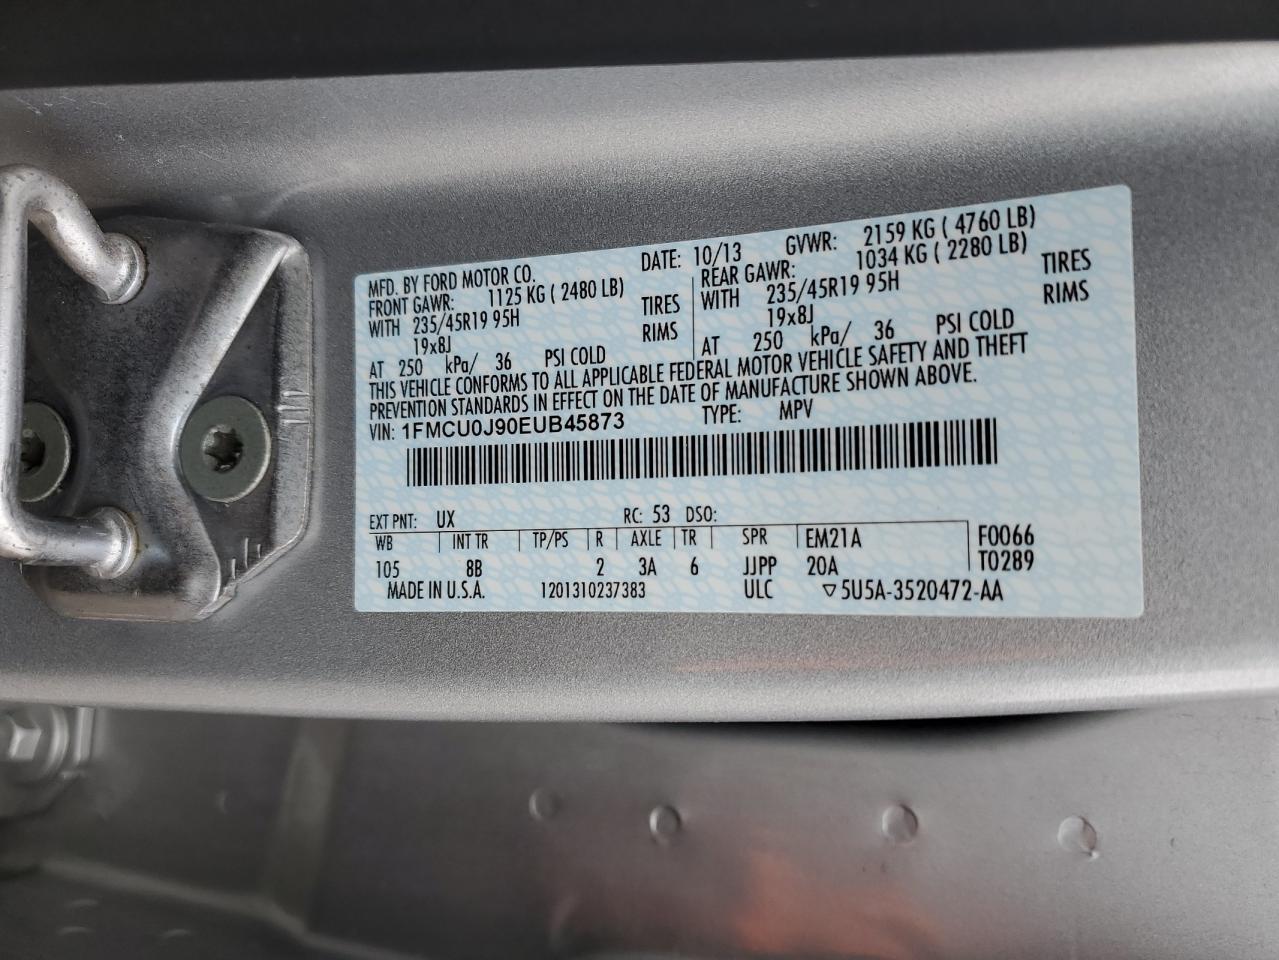 MFD. BY FORD MOTOR CO. DATE: 10/13 GVWR: 2159 KG ( 4760 LB)
FRONT GAWR: 1125 KG ( 2480 LB) REAR GAWR: 1034 KG ( 2280 LB)
WITH 235/45R19 95H TIRES WITH 235/45R19 95H TIRES
19x8J RIMS 19x8J RIMS
AT 250 kPa/ 36 PSI COLD AT 250 kPa/ 36 PSI COLD
THIS VEHICLE CONFORMS TO ALL APPLICABLE FEDERAL MOTOR VEHICLE SAFETY AND THEFT
PREVENTION STANDARDS IN EFFECT ON THE DATE OF MANUFACTURE SHOWN ABOVE.
VIN: 1FMCU0J90EUB45873 TYPE: MPV
EXT PNT: UX RC: 53 DSO:
WB INT TR TP/PS R AXLE TR SPR EM21A F0066
105 8B 2 3A 6 JJPP 20A T0289
MADE IN U.S.A. 1201310237383 ULC ▽5U5A-3520472-AA